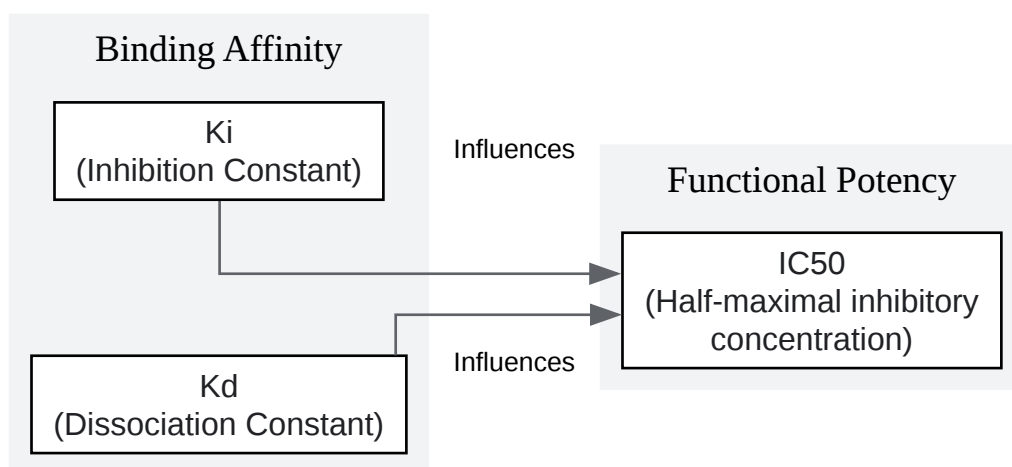 Binding Affinity
Ki
(Inhibition Constant)
Influences
Functional Potency
IC50
(Half-maximal inhibitory
concentration)
Influences
Kd
(Dissociation Constant)